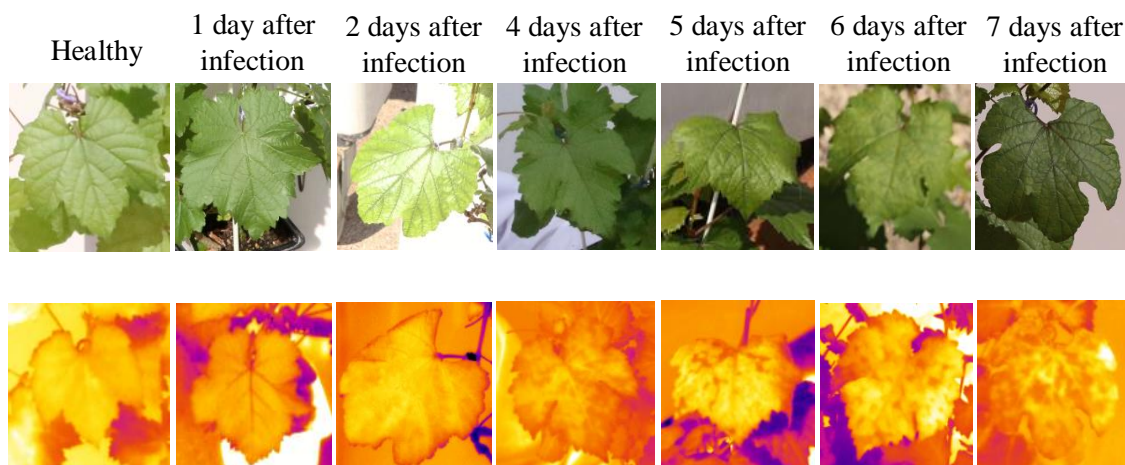 Healthy
1 day after
infection
2 days after
infection
4 days after
infection
5 days after
infection
6 days after
infection
7 days after
infection